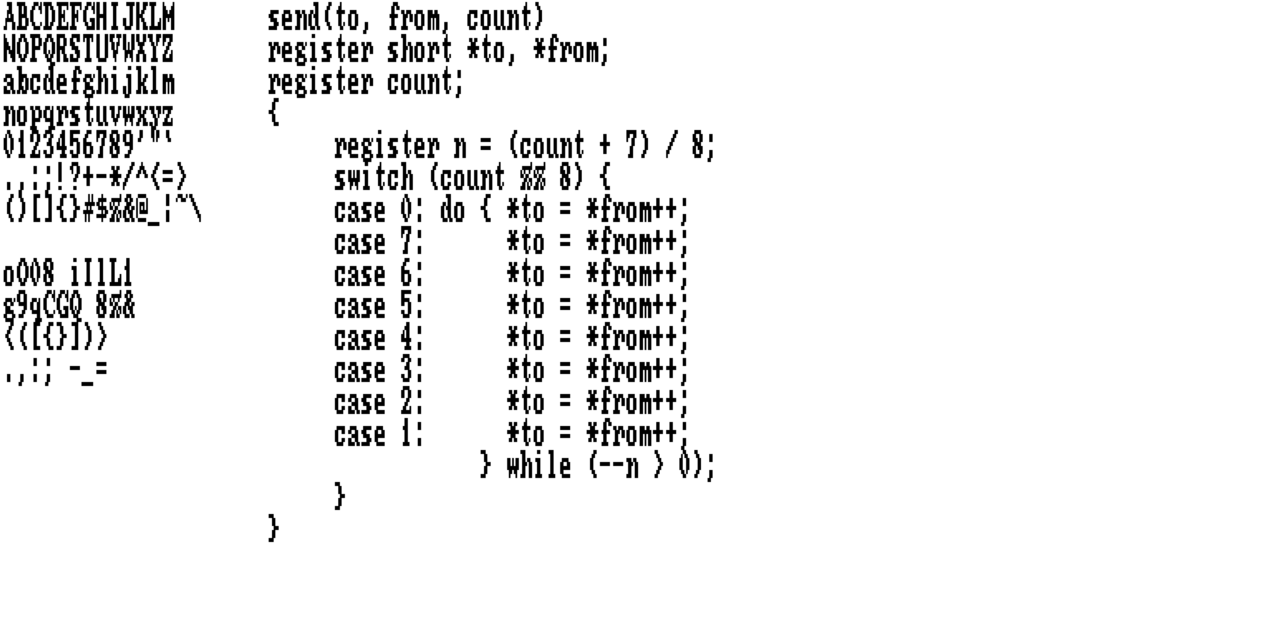 ABCDEFGHIJKLM
NOPQRSTUVWXYZ
abcdefghijklm
nopqrstuvwxyz
0123456789'"`
.,:;!?+-*/^<=>
()[]{}#$%&@_|~\
oO08 iIlL1
g9qCGQ 8%&
<([{}])>
.,:; -_=
send(to, from, count)
register short *to, *from;
register count;
{
    register n = (count + 7) / 8;
    switch (count %% 8) {
    case 0: do { *to = *from++;
    case 7:      *to = *from++;
    case 6:      *to = *from++;
    case 5:      *to = *from++;
    case 4:      *to = *from++;
    case 3:      *to = *from++;
    case 2:      *to = *from++;
    case 1:      *to = *from++;
               } while (--n > 0);
    }
}